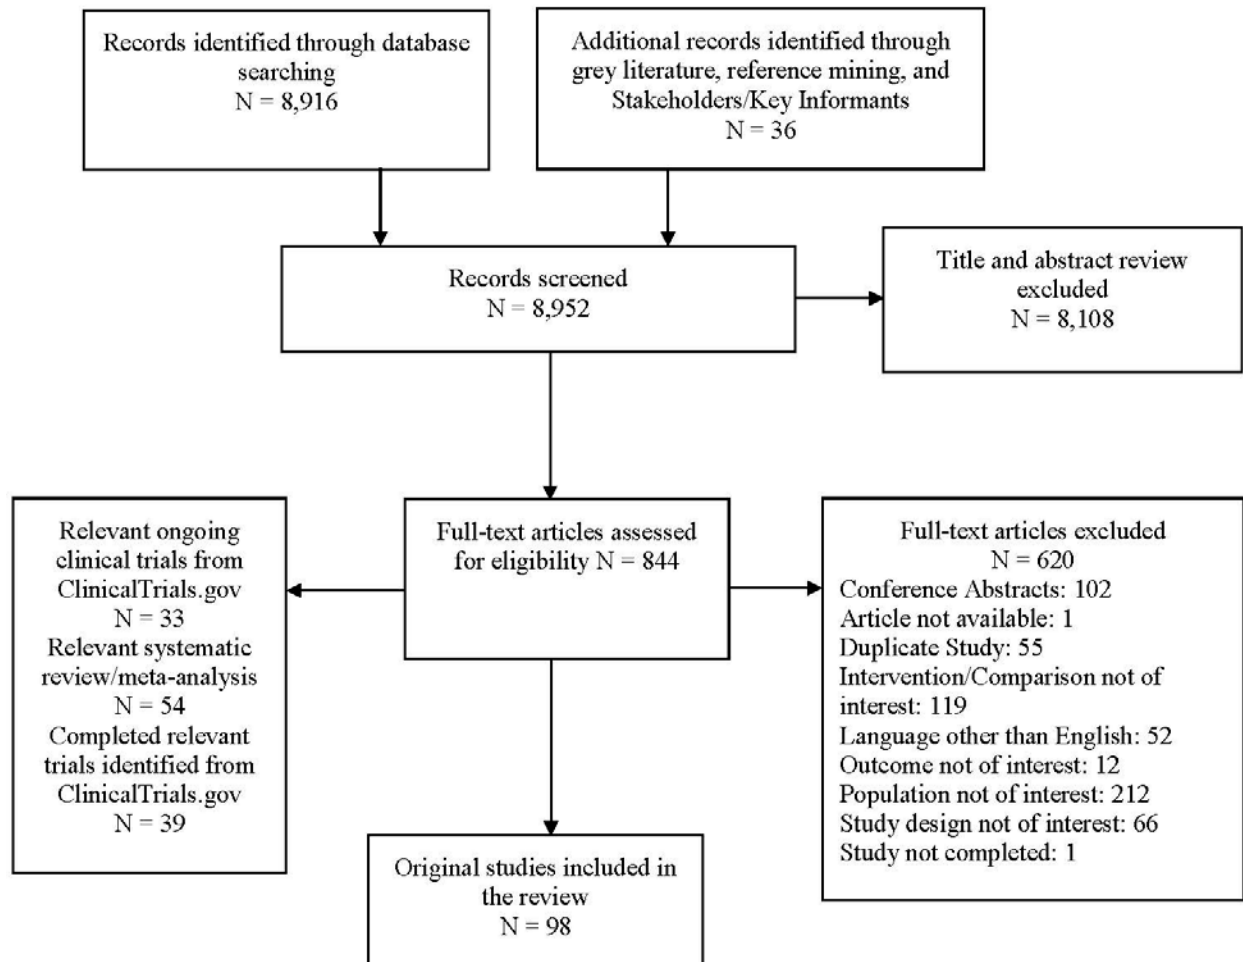 Records identified through database
searching
N = 8,916
Additional records identified through
grey literature, reference mining, and
Stakeholders/Key Informants
N = 36
Records screened
N = 8,952
Title and abstract review
excluded
N = 8,108
Relevant ongoing
clinical trials from
ClinicalTrials.gov
N = 33
Relevant systematic
review/meta-analysis
N = 54
Completed relevant
trials identified from
ClinicalTrials.gov
N = 39
Full-text articles assessed
for eligibility N = 844
Full-text articles excluded
N = 620
Conference Abstracts: 102
Article not available: 1
Duplicate Study: 55
Intervention/Comparison not of
interest: 119
Language other than English: 52
Outcome not of interest: 12
Population not of interest: 212
Study design not of interest: 66
Study not completed: 1
Original studies included in
the review
N = 98